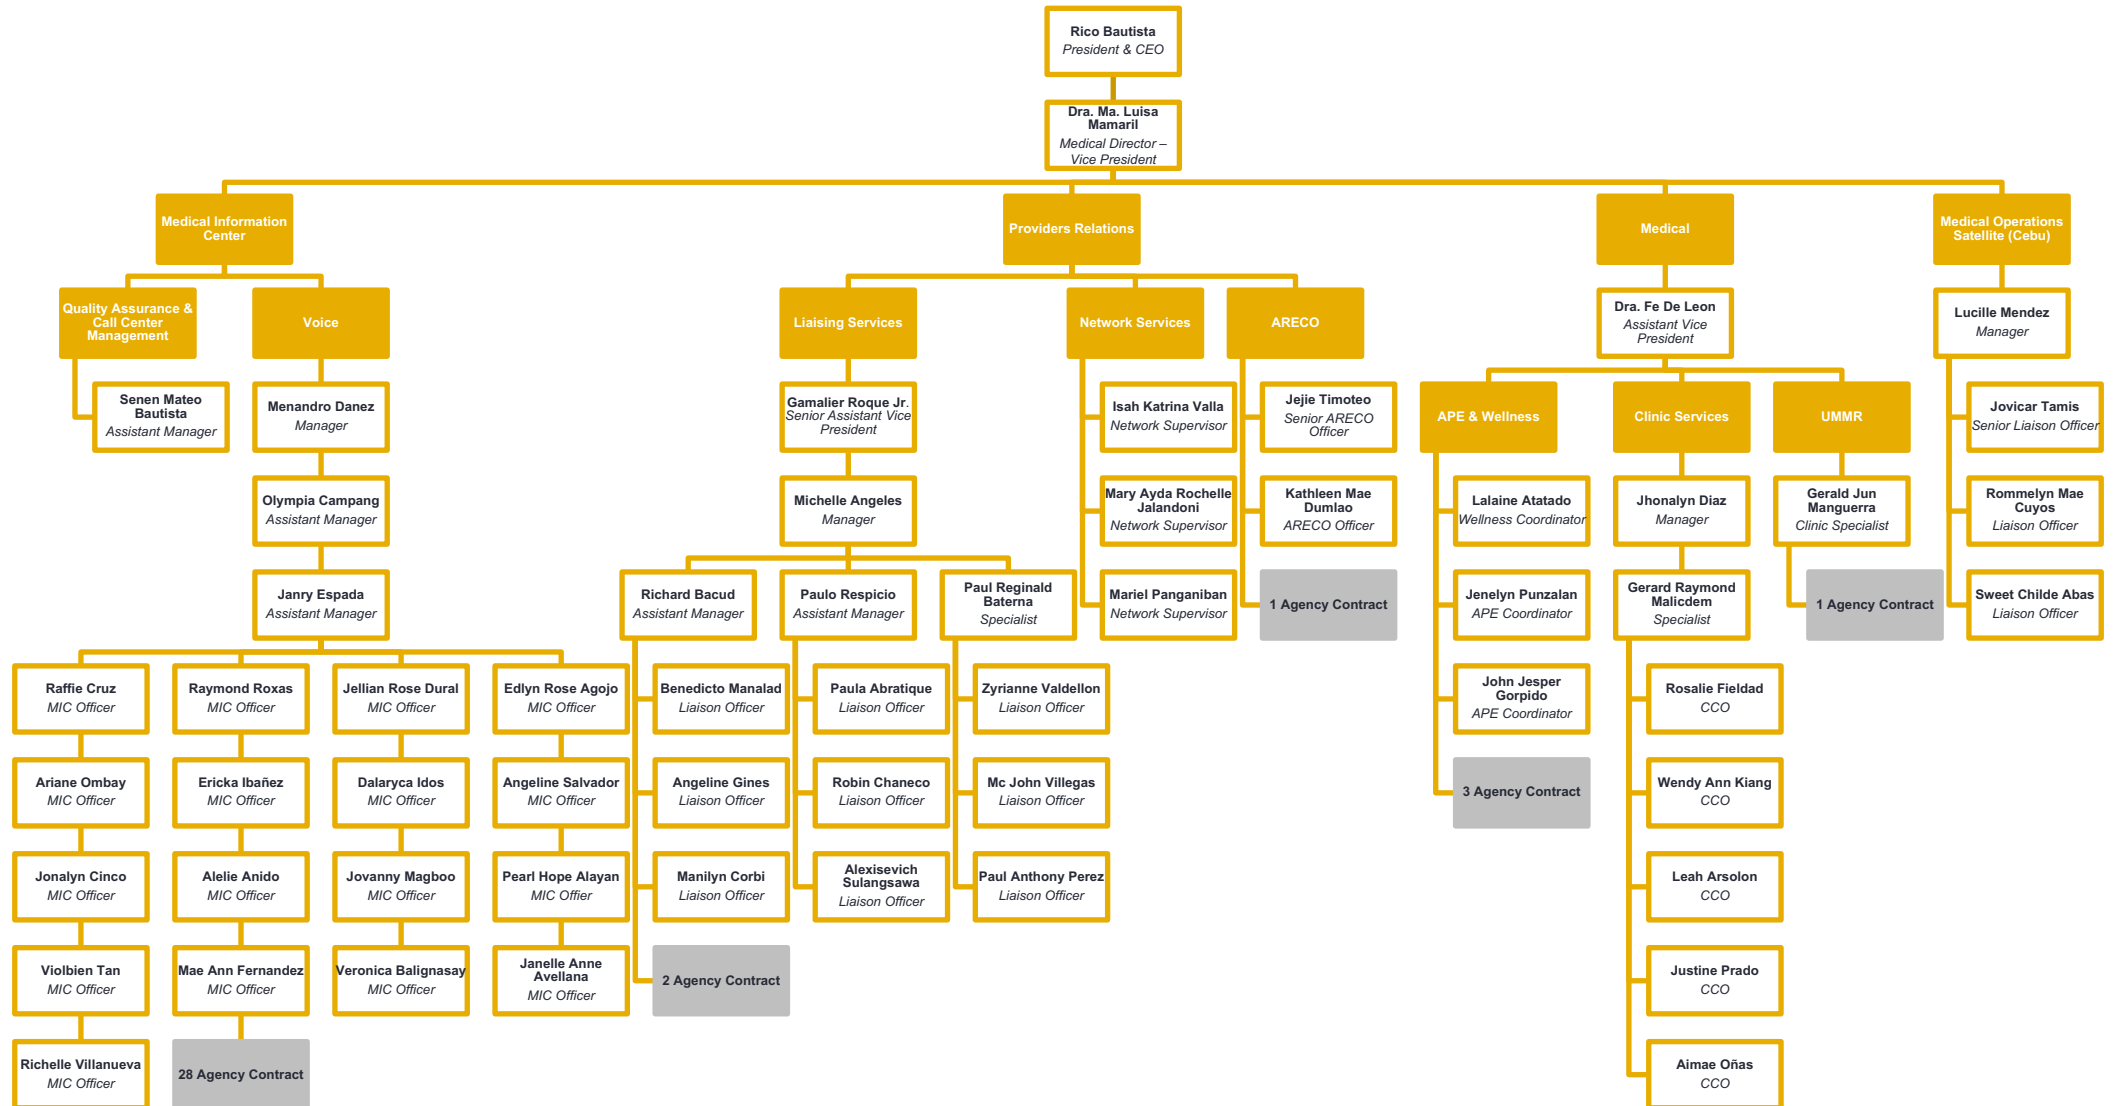 Rico Bautista
President & CEO
Dra. Ma. Luisa
Mamaril
Medical Director –
Vice President
Medical Information
Center
Providers Relations
Medical
Medical Operations
Satellite (Cebu)
Quality Assurance &
Call Center
Management
Voice
Liaising Services
Network Services
ARECO
Dra. Fe De Leon
Assistant Vice
President
Lucille Mendez
Manager
Senen Mateo
Bautista
Assistant Manager
Menandro Danez
Manager
Gamalier Roque Jr.
Senior Assistant Vice
President
Isah Katrina Valla
Network Supervisor
Jejie Timoteo
Senior ARECO
Officer
APE & Wellness
Clinic Services
UMMR
Jovicar Tamis
Senior Liaison Officer
Olympia Campang
Assistant Manager
Michelle Angeles
Manager
Mary Ayda Rochelle
Jalandoni
Network Supervisor
Kathleen Mae
Dumlao
ARECO Officer
Lalaine Atatado
Wellness Coordinator
Jhonalyn Diaz
Manager
Gerald Jun
Manguerra
Clinic Specialist
Rommelyn Mae
Cuyos
Liaison Officer
Janry Espada
Assistant Manager
Richard Bacud
Assistant Manager
Paulo Respicio
Assistant Manager
Paul Reginald
Baterna
Specialist
Mariel Panganiban
Network Supervisor
1 Agency Contract
Jenelyn Punzalan
APE Coordinator
Gerard Raymond
Malicdem
Specialist
1 Agency Contract
Sweet Childe Abas
Liaison Officer
Raffie Cruz
MIC Officer
Raymond Roxas
MIC Officer
Jellian Rose Dural
MIC Officer
Edlyn Rose Agojo
MIC Officer
Benedicto Manalad
Liaison Officer
Paula Abratique
Liaison Officer
Zyrianne Valdellon
Liaison Officer
John Jesper
Gorpido
APE Coordinator
Rosalie Fieldad
CCO
Ariane Ombay
MIC Officer
Ericka Ibañez
MIC Officer
Dalaryca Idos
MIC Officer
Angeline Salvador
MIC Officer
Angeline Gines
Liaison Officer
Robin Chaneco
Liaison Officer
Mc John Villegas
Liaison Officer
3 Agency Contract
Wendy Ann Kiang
CCO
Jonalyn Cinco
MIC Officer
Alelie Anido
MIC Officer
Jovanny Magboo
MIC Officer
Pearl Hope Alayan
MIC Offier
Manilyn Corbi
Liaison Officer
Alexisevich
Sulangsawa
Liaison Officer
Paul Anthony Perez
Liaison Officer
Leah Arsolon
CCO
Violbien Tan
MIC Officer
Mae Ann Fernandez
MIC Officer
Veronica Balignasay
MIC Officer
Janelle Anne
Avellana
MIC Officer
2 Agency Contract
Justine Prado
CCO
Richelle Villanueva
MIC Officer
28 Agency Contract
Aimae Oñas
CCO